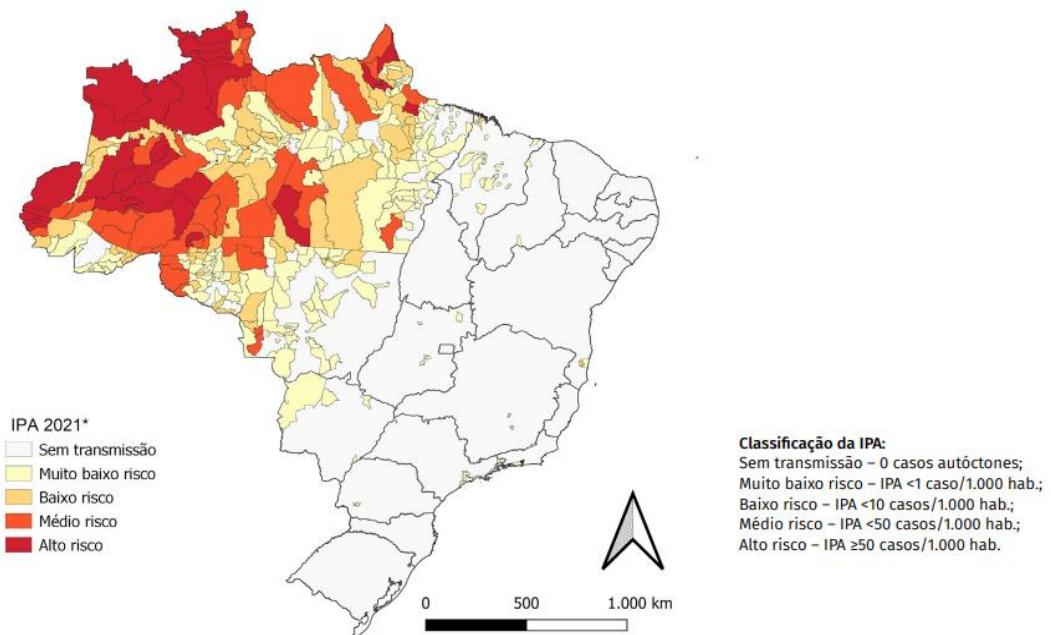 IPA 2021*
Sem transmissão
Muito baixo risco
Baixo risco
Médio risco
Alto risco
0 500 1.000 km
Classificação da IPA:
Sem transmissão – 0 casos autóctones;
Muito baixo risco – IPA <1 caso/1.000 hab.;
Baixo risco – IPA <10 casos/1.000 hab.;
Médio risco – IPA <50 casos/1.000 hab.;
Alto risco – IPA ≥50 casos/1.000 hab.